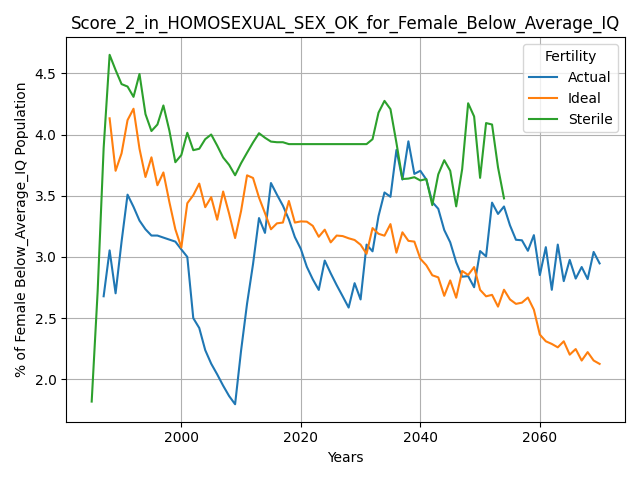 Score_2_in_HOMOSEXUAL_SEX_OK_for_Female_Below_Average_IQ
% of Female Below_Average_IQ Population
4.5
4.0
3.5
3.0
2.5
2.0
Fertility
Actual
Ideal
Sterile
2000
2020
2040
2060
Years